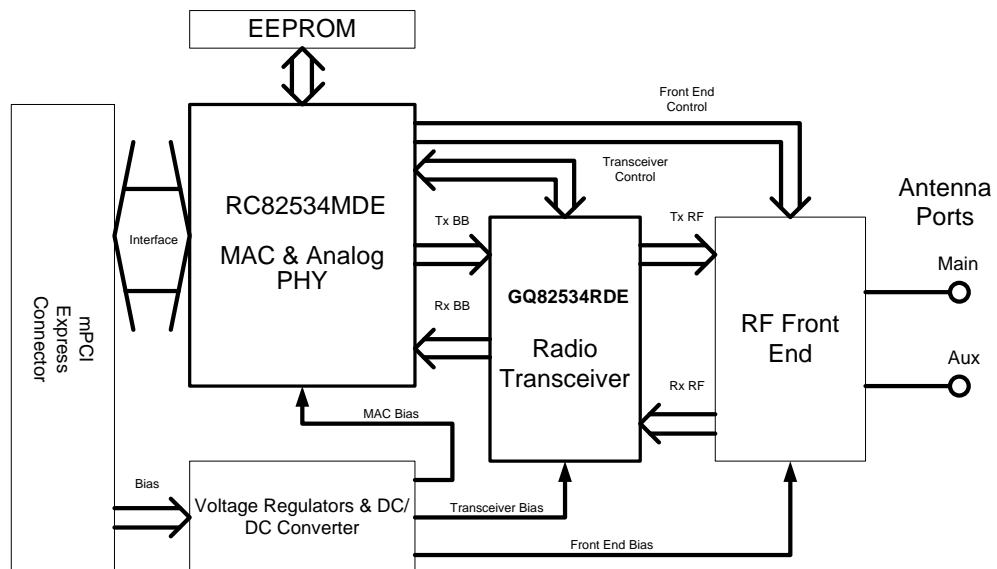 EEPROM
Front End
Control
Transceiver
Control
RC82534MDE
MAC & Analog
PHY
Interface
mPCI
Express
Connector
Tx BB
Rx BB
GQ82534RDE
Radio
Transceiver
Tx RF
Rx RF
RF Front
End
Antenna
Ports
Main
Aux
MAC Bias
Bias
Voltage Regulators & DC/
DC Converter
Transceiver Bias
Front End Bias